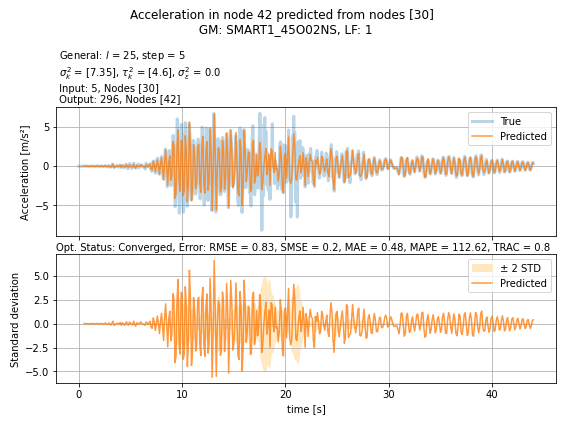 Acceleration in node 42 predicted from nodes [30]
GM: SMART1_45O02NS, LF: 1
General: l = 25, step = 5
σ²ₖ = [7.35], τ²ₖ = [4.6], σ²ε = 0.0
Input: 5, Nodes [30]
Output: 296, Nodes [42]
Acceleration [m/s²]
5
0
−5
True
Predicted
Opt. Status: Converged, Error: RMSE = 0.83, SMSE = 0.2, MAE = 0.48, MAPE = 112.62, TRAC = 0.8
Standard deviation
5.0
2.5
0.0
−2.5
−5.0
± 2 STD
Predicted
0 10 20 30 40
time [s]